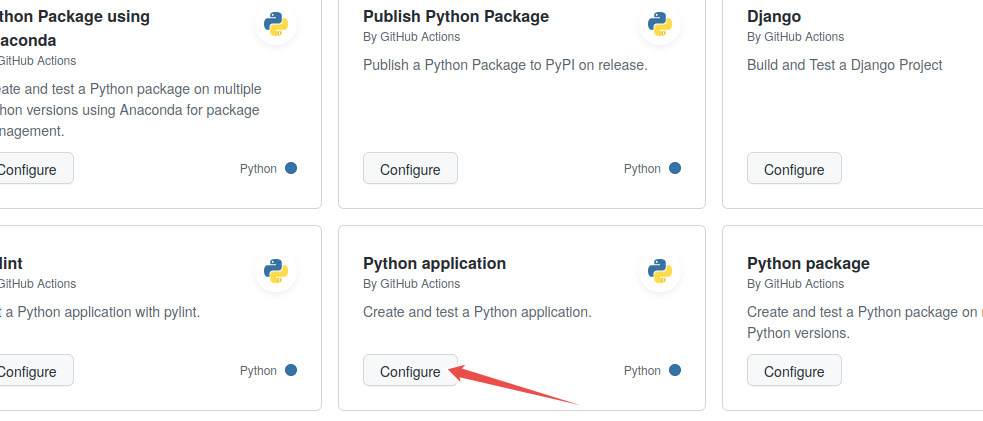 thon Package using
aconda
GitHub Actions
eate and test a Python package on multiple
hon versions using Anaconda for package
nagement.
Configure
Python
Publish Python Package
By GitHub Actions
Publish a Python Package to PyPI on release.
Configure
Python
Django
By GitHub Actions
Build and Test a Django Project
Configure
lint
GitHub Actions
t a Python application with pylint.
Configure
Python
Python application
By GitHub Actions
Create and test a Python application.
Configure
Python
Python package
By GitHub Actions
Create and test a Python package on
Python versions.
Configure